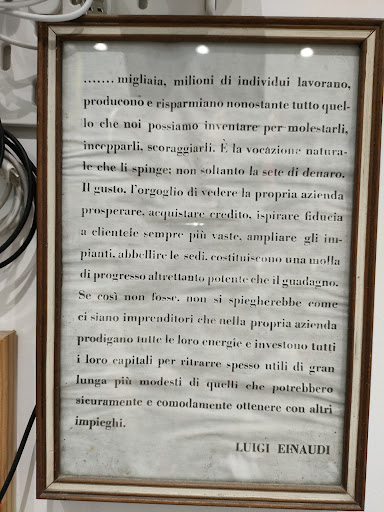 ....... migliaia, milioni di individui lavorano,
producono e risparmiano nonostante tutto quel-
lo che noi possiamo inventare per molestarli,
incepparli, scoraggiarli. È la vocazione natura-
le che li spinge; non soltanto la sete di denaro.
Il gusto, l'orgoglio di vedere la propria azienda
prosperare, acquistare credito, ispirare fiducia
a clientele sempre più vaste, ampliare gli im-
pianti, abbellire le sedi, costituiscono una molla
di progresso altrettanto potente che il guadagno.
Se così non fosse, non si spiegherebbe come
ci siano imprenditori che nella propria azienda
prodigano tutte le loro energie e investono tutti
i loro capitali per ritrarre spesso utili di gran
lunga più modesti di quelli che potrebbero
sicuramente e comodamente ottenere con altri
impieghi.
LUIGI EINAUDI